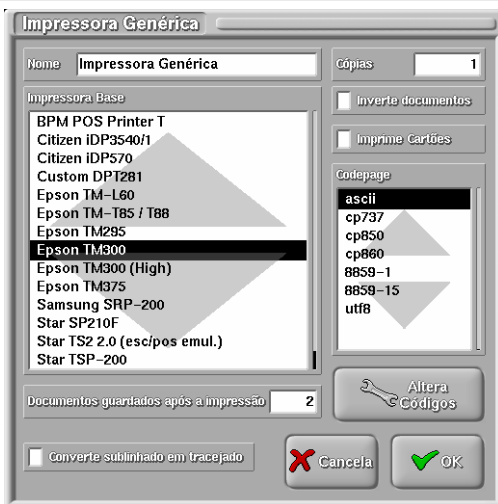 Impressora Genérica
Nome Impressora Genérica
Cópias 1
Inverte documentos
Imprime Cartões
Impressora Base
BPM POS Printer T
Citizen iDP3540/1
Citizen iDP570
Custom DPT281
Epson TM-L60
Epson TM-T85 / T88
Epson TM295
Epson TM300
Epson TM300 (High)
Epson TM375
Samsung SRP-200
Star SP210F
Star TS2 2.0 (esc/pos emul.)
Star TSP-200
Codepage
ascii
cp737
cp850
cp860
8859-1
8859-15
utf8
Documentos guardados após a impressão 2
Altera
Códigos
Converte sublinhado em tracejado
Cancela
OK